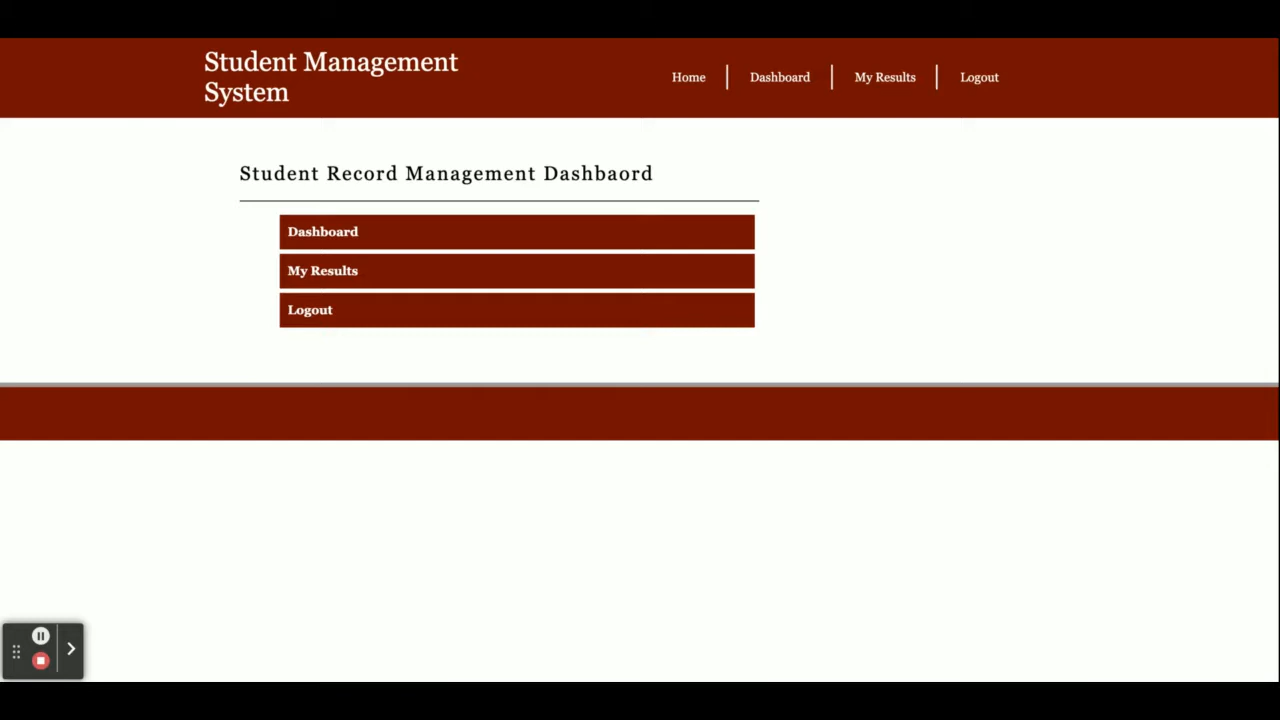 Student Management
System
Home
Dashboard
My Results
Logout
Student Record Management Dashbaord
Dashboard
My Results
Logout